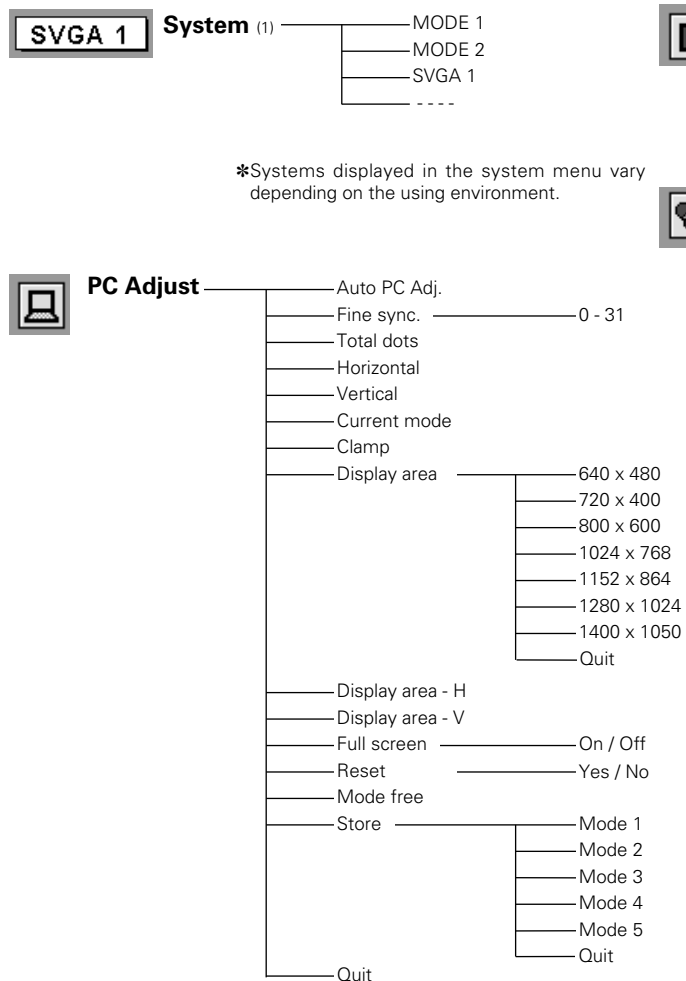 SVGA 1
System (1)
MODE 1
MODE 2
SVGA 1
- - - -
✽Systems displayed in the system menu vary
depending on the using environment.
PC Adjust
Auto PC Adj.
Fine sync.
0 - 31
Total dots
Horizontal
Vertical
Current mode
Clamp
Display area
640 x 480
720 x 400
800 x 600
1024 x 768
1152 x 864
1280 x 1024
1400 x 1050
Quit
Display area - H
Display area - V
Full screen
On / Off
Reset
Yes / No
Mode free
Store
Mode 1
Mode 2
Mode 3
Mode 4
Mode 5
Quit
Quit